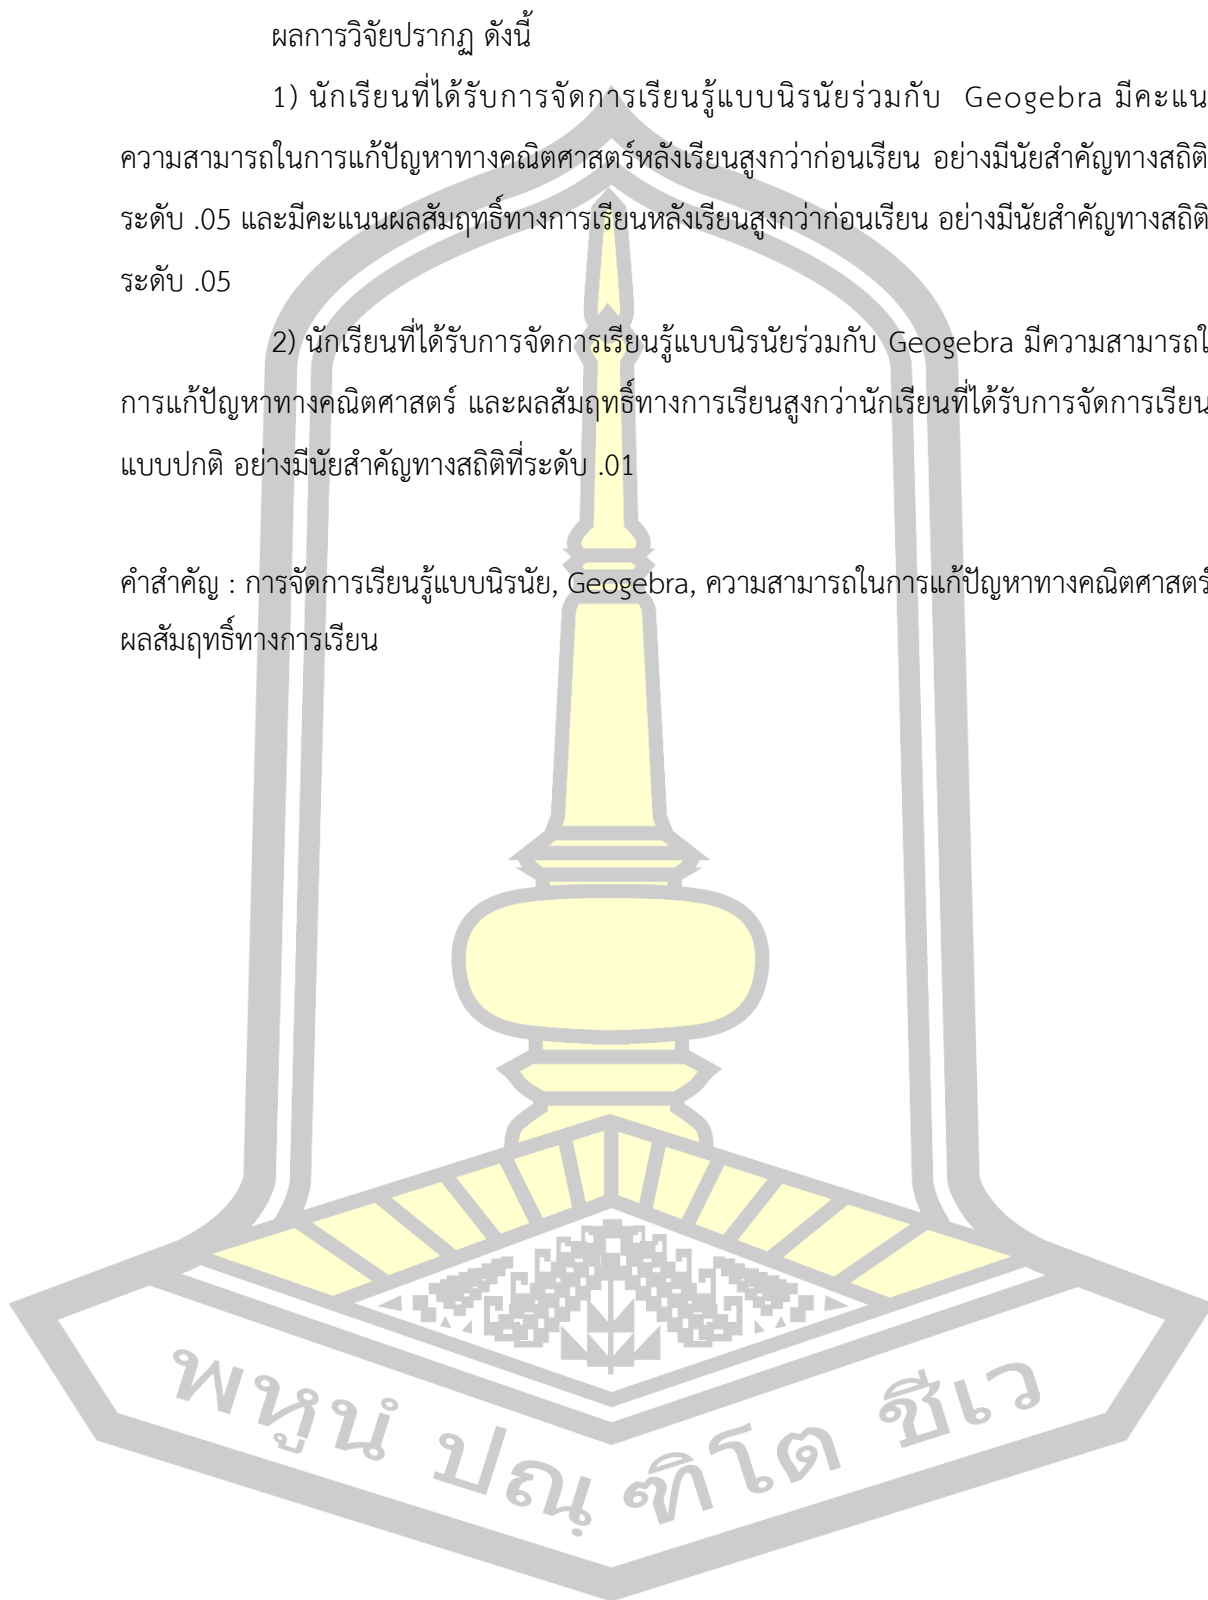 ผลการวิจัยปรากฏ ดังนี้
1) นักเรียนที่ได้รับการจัดการเรียนรู้แบบนิรนัยร่วมกับ Geogebra มีคะแน
ความสามารถในการแก้ปัญหาทางคณิตศาสตร์หลังเรียนสูงกว่าก่อนเรียน อย่างมีนัยสำคัญทางสถิติ
ระดับ .05 และมีคะแนนผลสัมฤทธิ์ทางการเรียนหลังเรียนสูงกว่าก่อนเรียน อย่างมีนัยสำคัญทางสถิติ
ระดับ .05
2) นักเรียนที่ได้รับการจัดการเรียนรู้แบบนิรนัยร่วมกับ Geogebra มีความสามารถใ
การแก้ปัญหาทางคณิตศาสตร์ และผลสัมฤทธิ์ทางการเรียนสูงกว่านักเรียนที่ได้รับการจัดการเรียน
แบบปกติ อย่างมีนัยสำคัญทางสถิติที่ระดับ .01
คำสำคัญ : การจัดการเรียนรู้แบบนิรนัย, Geogebra, ความสามารถในการแก้ปัญหาทางคณิตศาสตร์
ผลสัมฤทธิ์ทางการเรียน
พหูนํ ปณฺฑิโต ชีเว